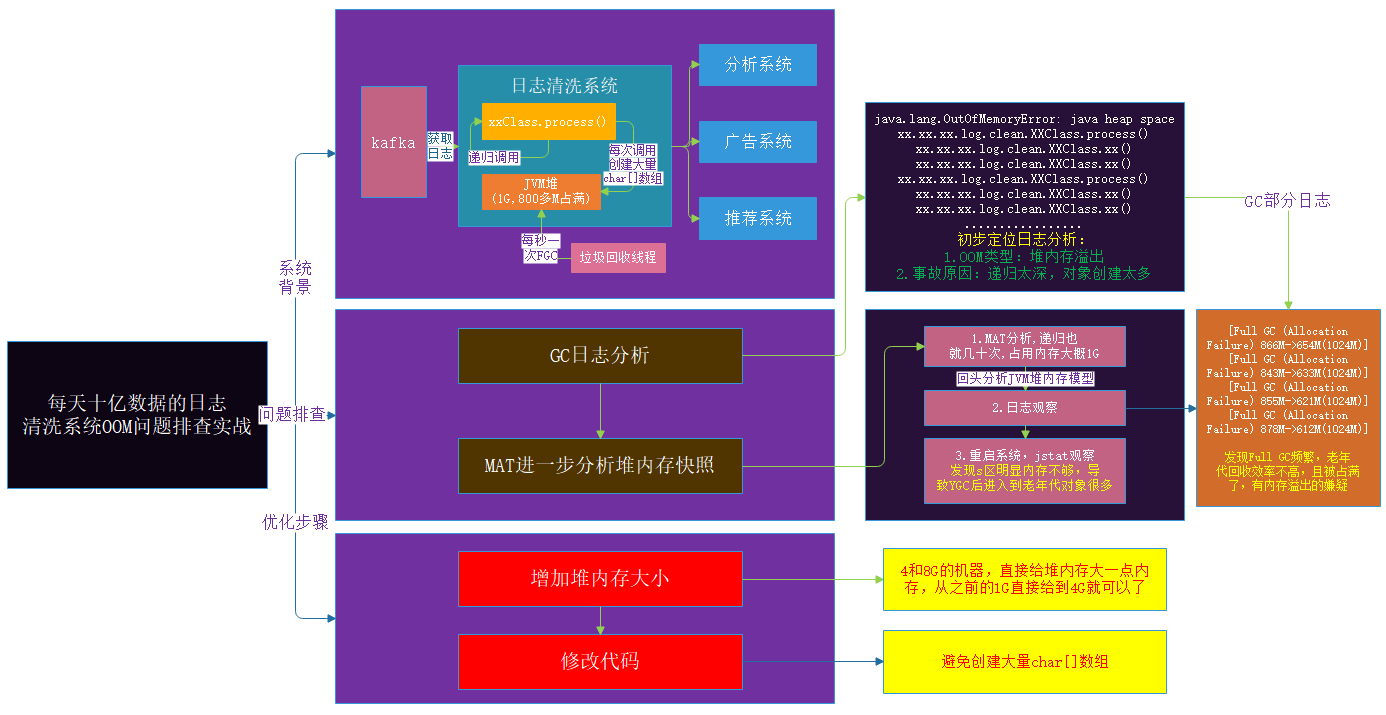 每天十亿数据的日志
清洗系统OOM问题排查实战
系统
背景
问题排查
优化步骤
kafka
获取
日志
日志清洗系统
xxClass.process()
递归调用
每次调用
创建大量
char[]数组
JVM堆
(1G,800多M占满)
每秒一
次FGC
垃圾回收线程
分析系统
广告系统
推荐系统
GC日志分析
MAT进一步分析堆内存快照
java.lang.OutOfMemoryError: java heap space
xx.xx.xx.log.clean.XXClass.process()
xx.xx.xx.log.clean.XXClass.xx()
xx.xx.xx.log.clean.XXClass.xx()
xx.xx.xx.log.clean.XXClass.process()
xx.xx.xx.log.clean.XXClass.xx()
xx.xx.xx.log.clean.XXClass.xx()
.................
初步定位日志分析：
1.OOM类型：堆内存溢出
2.事故原因：递归太深，对象创建太多
GC部分日志
1.MAT分析,递归也
就几十次,占用内存大概1G
回头分析JVM堆内存模型
2.日志观察
3.重启系统，jstat观察
发现s区明显内存不够，导
致YGC后进入到老年代对象很多
[Full GC (Allocation
Failure) 866M->654M(1024M)]
[Full GC (Allocation
Failure) 843M->633M(1024M)]
[Full GC (Allocation
Failure) 855M->621M(1024M)]
[Full GC (Allocation
Failure) 878M->612M(1024M)]
发现Full GC频繁，老年
代回收效率不高，且被占满
了，有内存溢出的嫌疑
增加堆内存大小
修改代码
4和8G的机器，直接给堆内存大一点内
存，从之前的1G直接给到4G就可以了
避免创建大量char[]数组